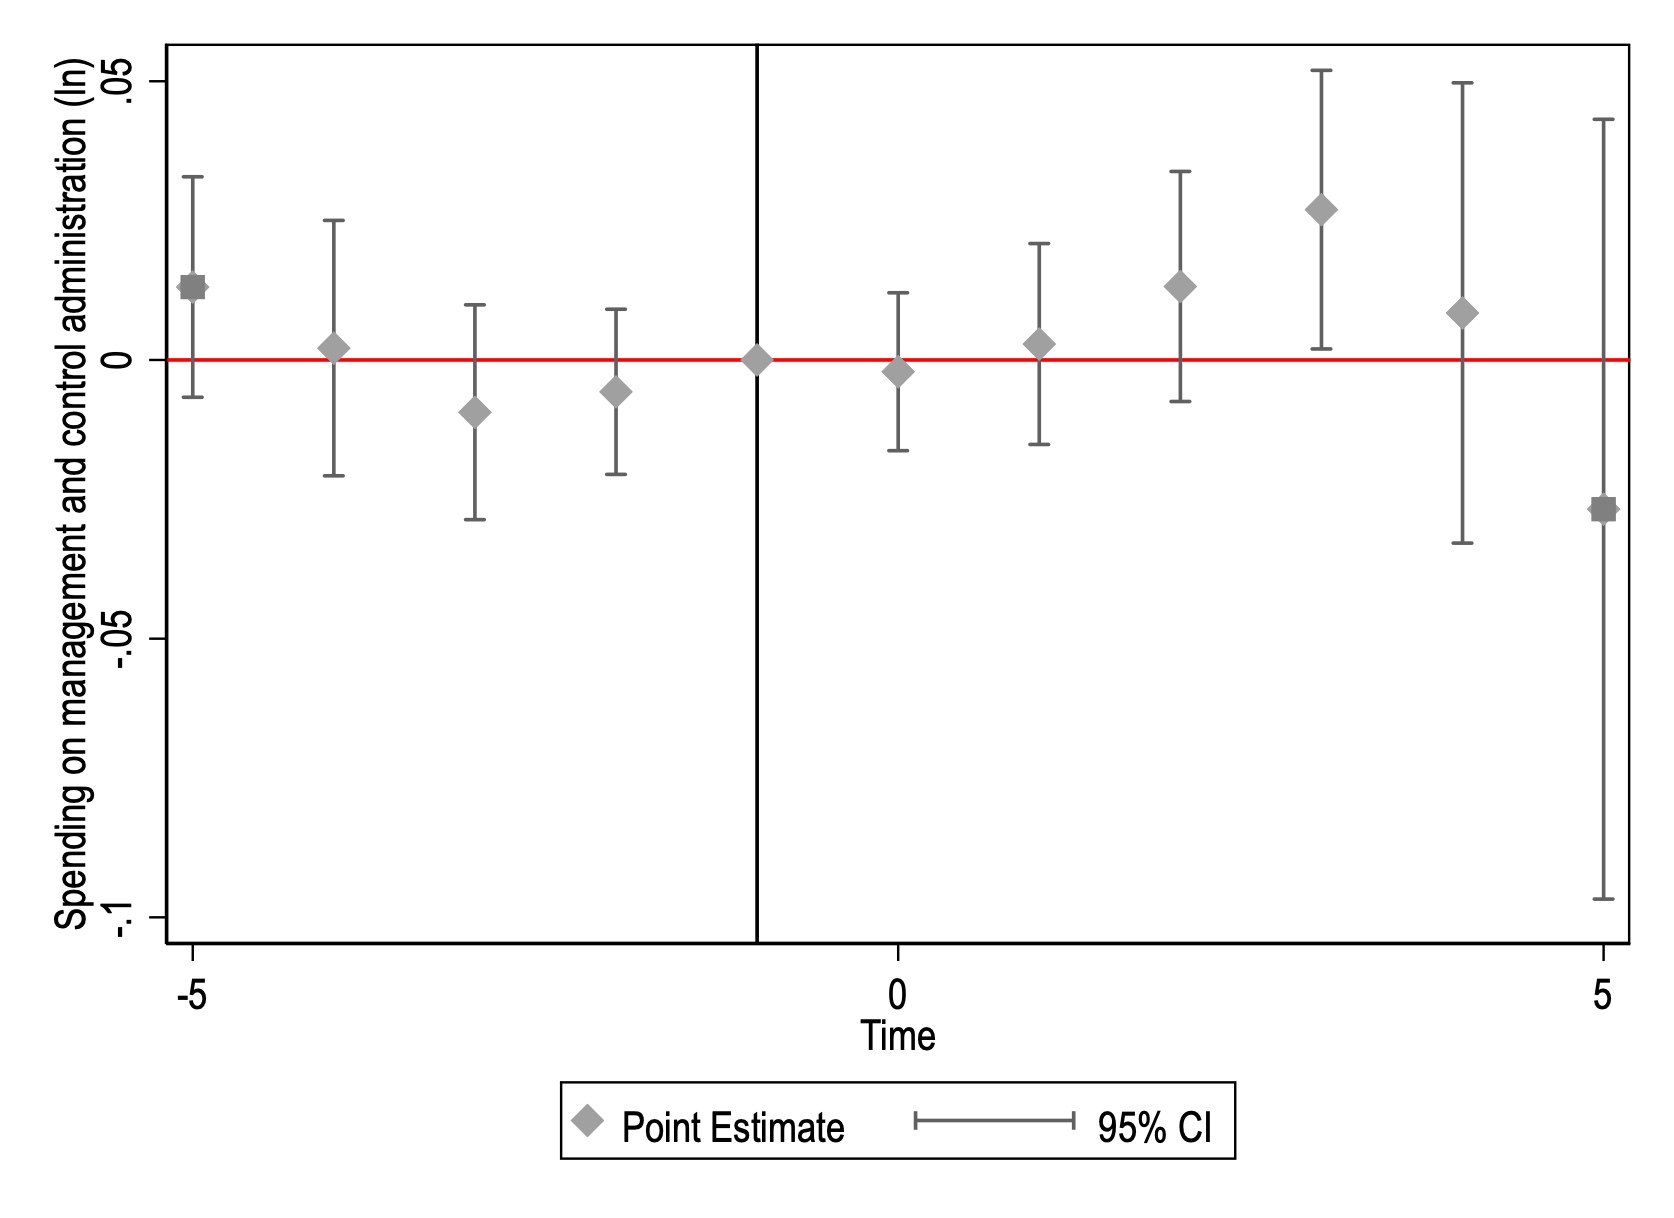 Spending on management and control administration (ln)
.05
0
-.05
-.1
-5
0
5
Time
Point Estimate
95% CI